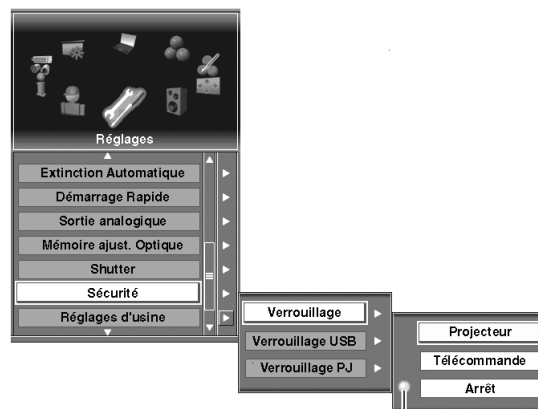 Réglages
Extinction Automatique
Démarrage Rapide
Sortie analogique
Mémoire ajust. Optique
Shutter
Sécurité
Réglages d'usine
Verrouillage
Verrouillage USB
Verrouillage PJ
Projecteur
Télécommande
Arrêt